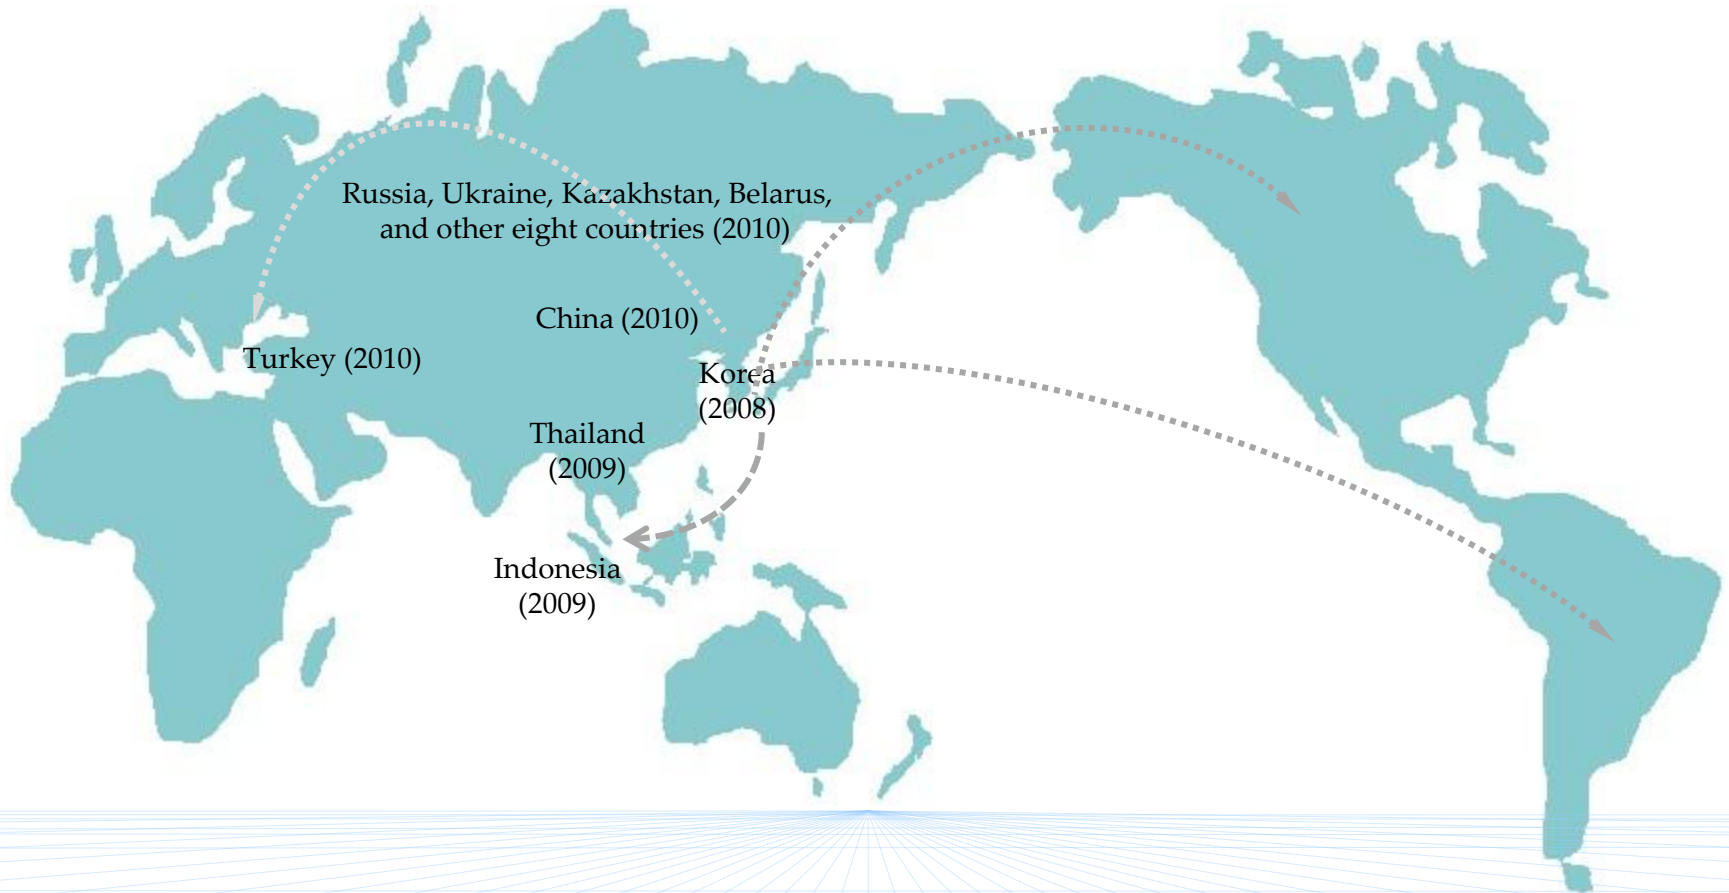 Russia, Ukraine, Kazakhstan, Belarus,
and other eight countries (2010)
China (2010)
Turkey (2010)
Korea
(2008)
Thailand
(2009)
Indonesia
(2009)